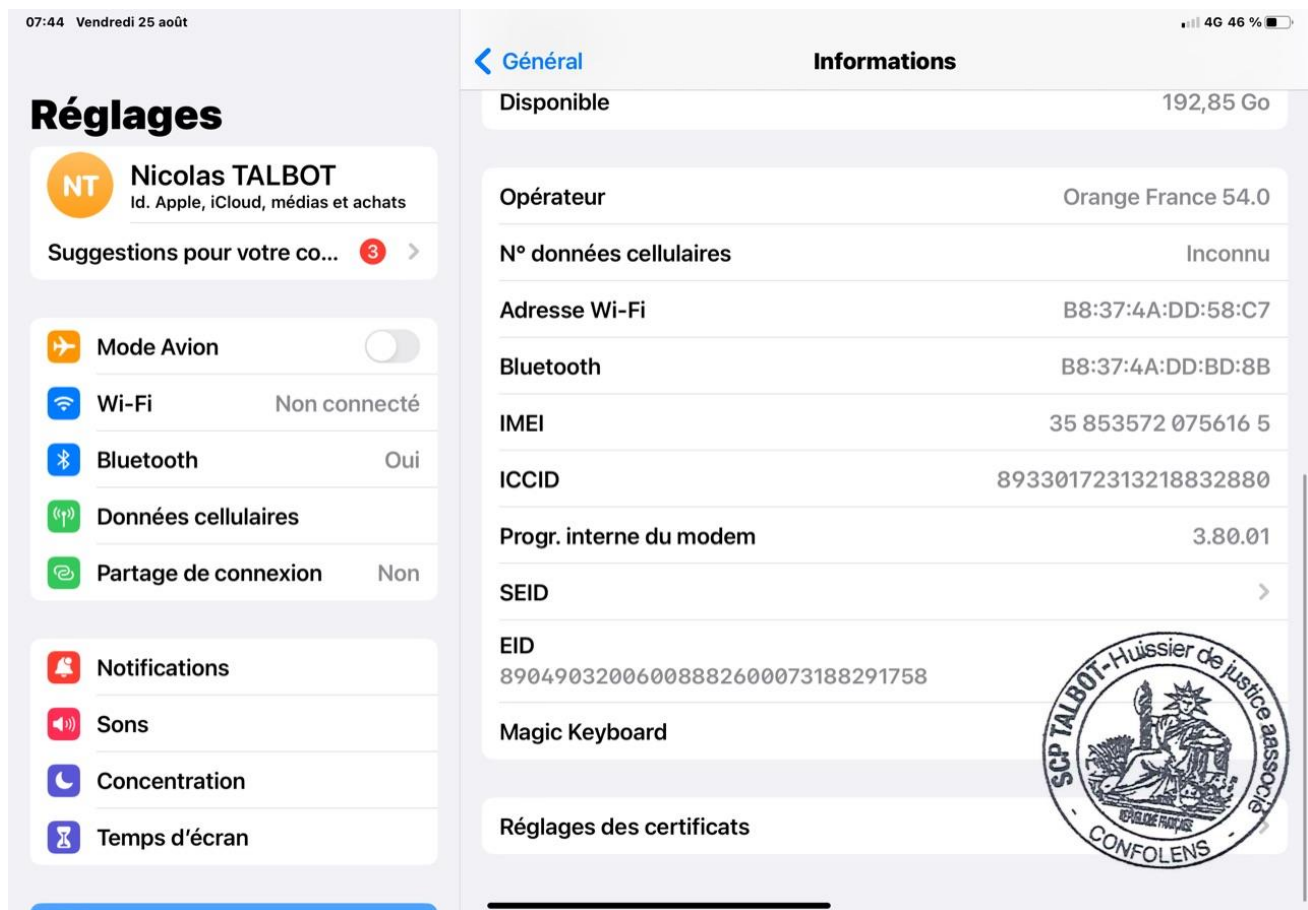 07:44 Vendredi 25 août
4G 46 %
Réglages
NT
Nicolas TALBOT
Id. Apple, iCloud, médias et achats
Suggestions pour votre co... 3
Mode Avion
Wi-Fi Non connecté
Bluetooth Oui
Données cellulaires
Partage de connexion Non
Notifications
Sons
Concentration
Temps d’écran
Général
Informations
Disponible 192,85 Go
Opérateur Orange France 54.0
N° données cellulaires Inconnu
Adresse Wi-Fi B8:37:4A:DD:58:C7
Bluetooth B8:37:4A:DD:BD:8B
IMEI 35 853572 075616 5
ICCID 89330172313218832880
Progr. interne du modem 3.80.01
SEID
EID
89049032006008882600073188291758
Magic Keyboard
Réglages des certificats
SCP TALBOT-Huissier de justice aassocié
REPUBLIQUE FRANÇAISE
- CONFOLENS -